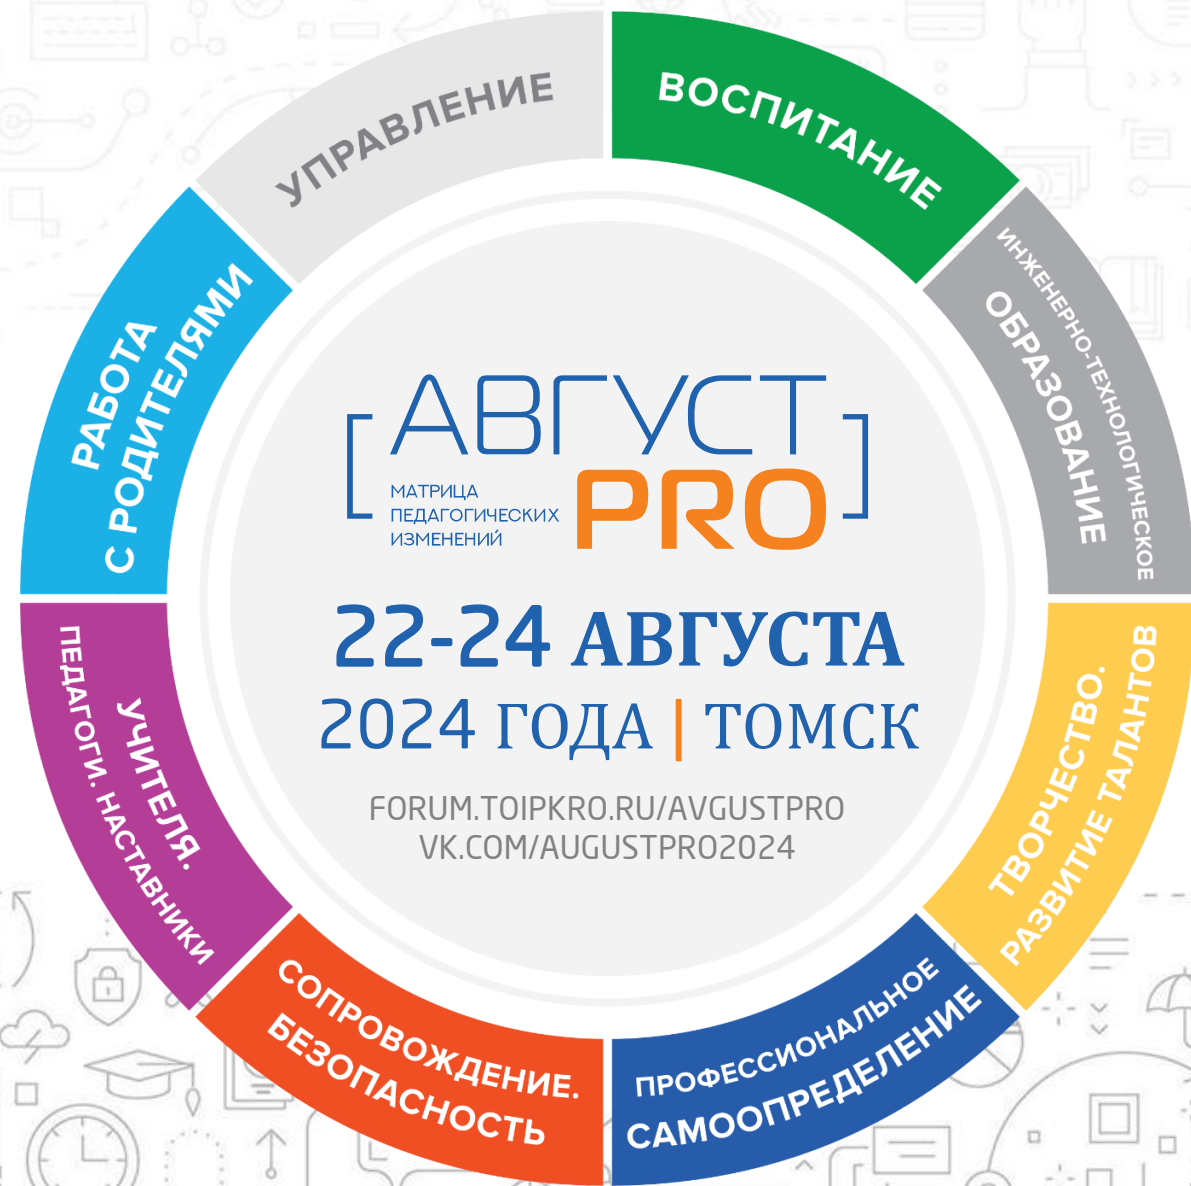 УПРАВЛЕНИЕ
ВОСПИТАНИЕ
ИНЖЕНЕРНО-ТЕХНОЛОГИЧЕСКОЕ
ОБРАЗОВАНИЕ
ТВОРЧЕСТВО.
РАЗВИТИЕ ТАЛАНТОВ
ПРОФЕССИОНАЛЬНОЕ
САМООПРЕДЕЛЕНИЕ
СОПРОВОЖДЕНИЕ.
БЕЗОПАСНОСТЬ
УЧИТЕЛЯ.
ПЕДАГОГИ. НАСТАВНИКИ
РАБОТА
С РОДИТЕЛЯМИ
[АВГУСТ
PRO]
МАТРИЦА
ПЕДАГОГИЧЕСКИХ
ИЗМЕНЕНИЙ
22-24 АВГУСТА
2024 ГОДА | ТОМСК
FORUM.TOIPKRO.RU/AVGUSTPRO
VK.COM/AUGUSTPRO2024